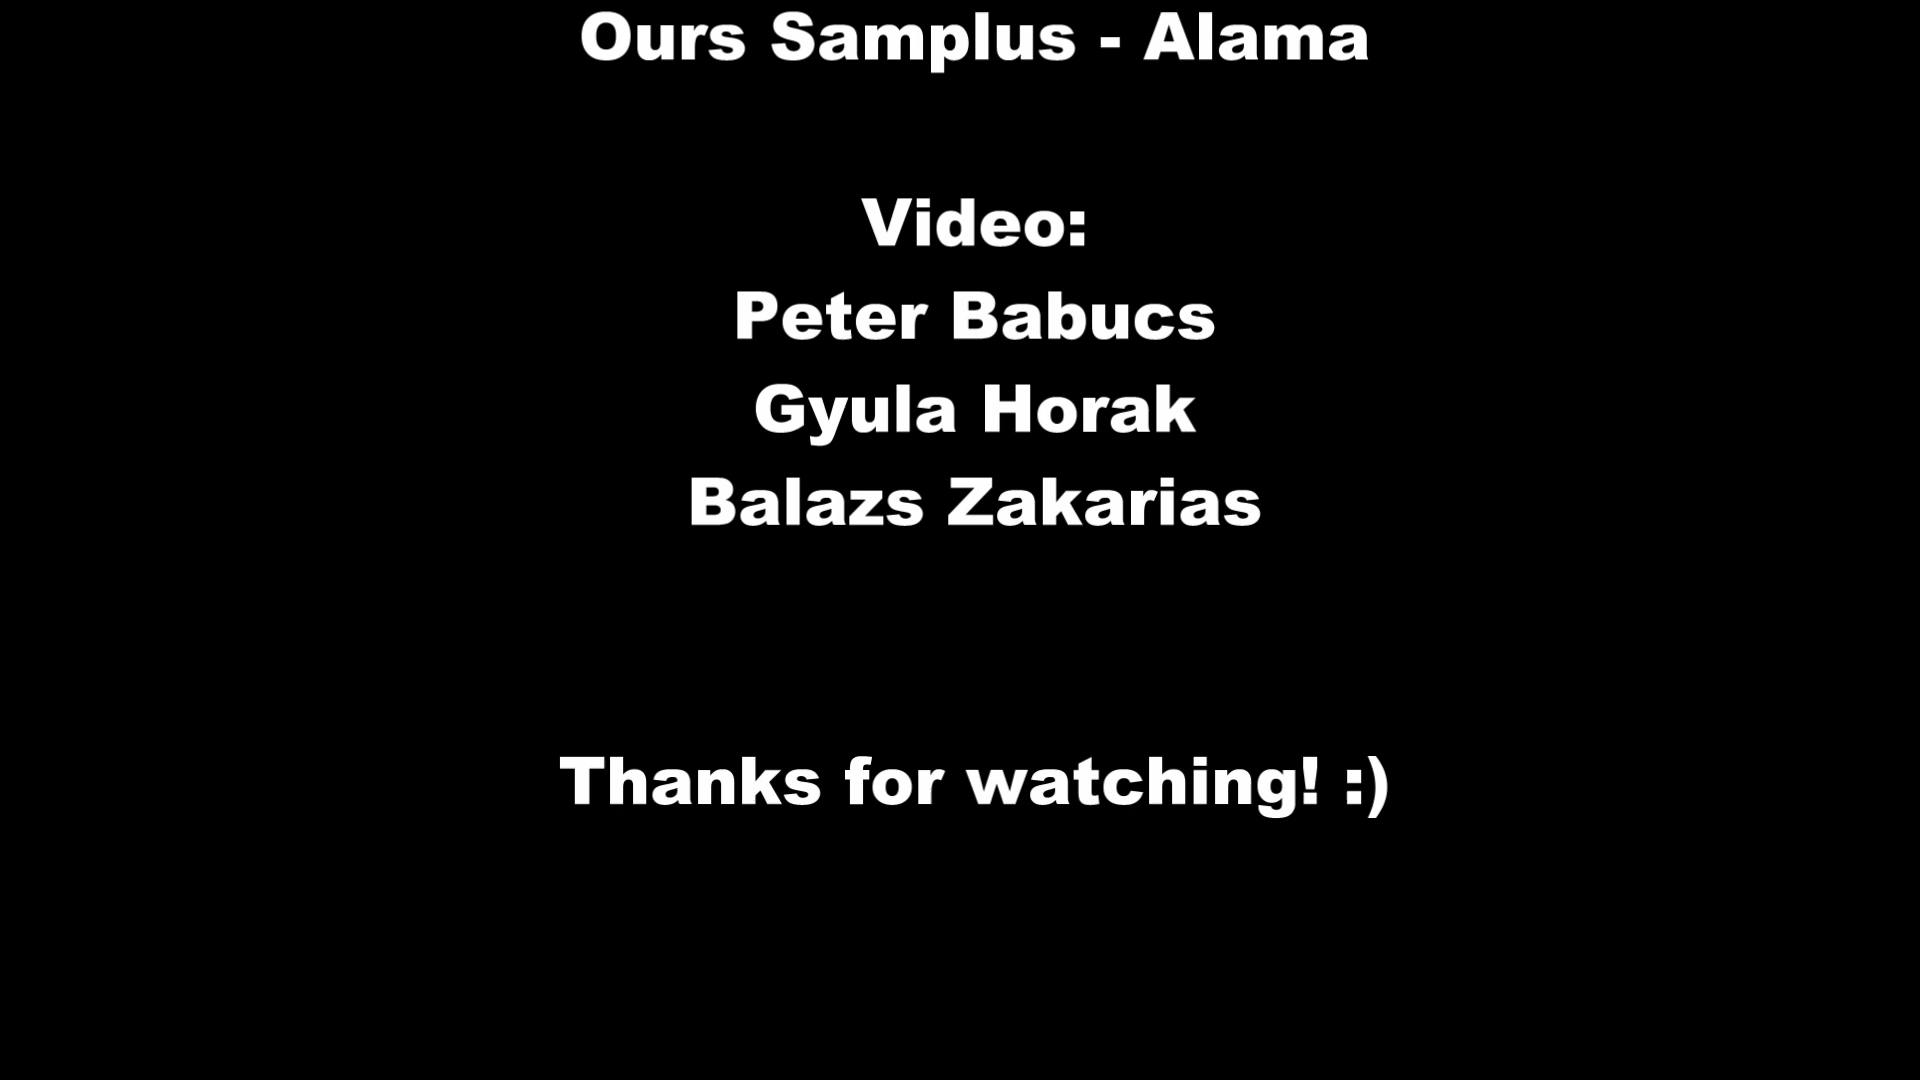 Ours Samplus - Alama
Video:
Peter Babucs
Gyula Horak
Balazs Zakarias
Thanks for watching! :)